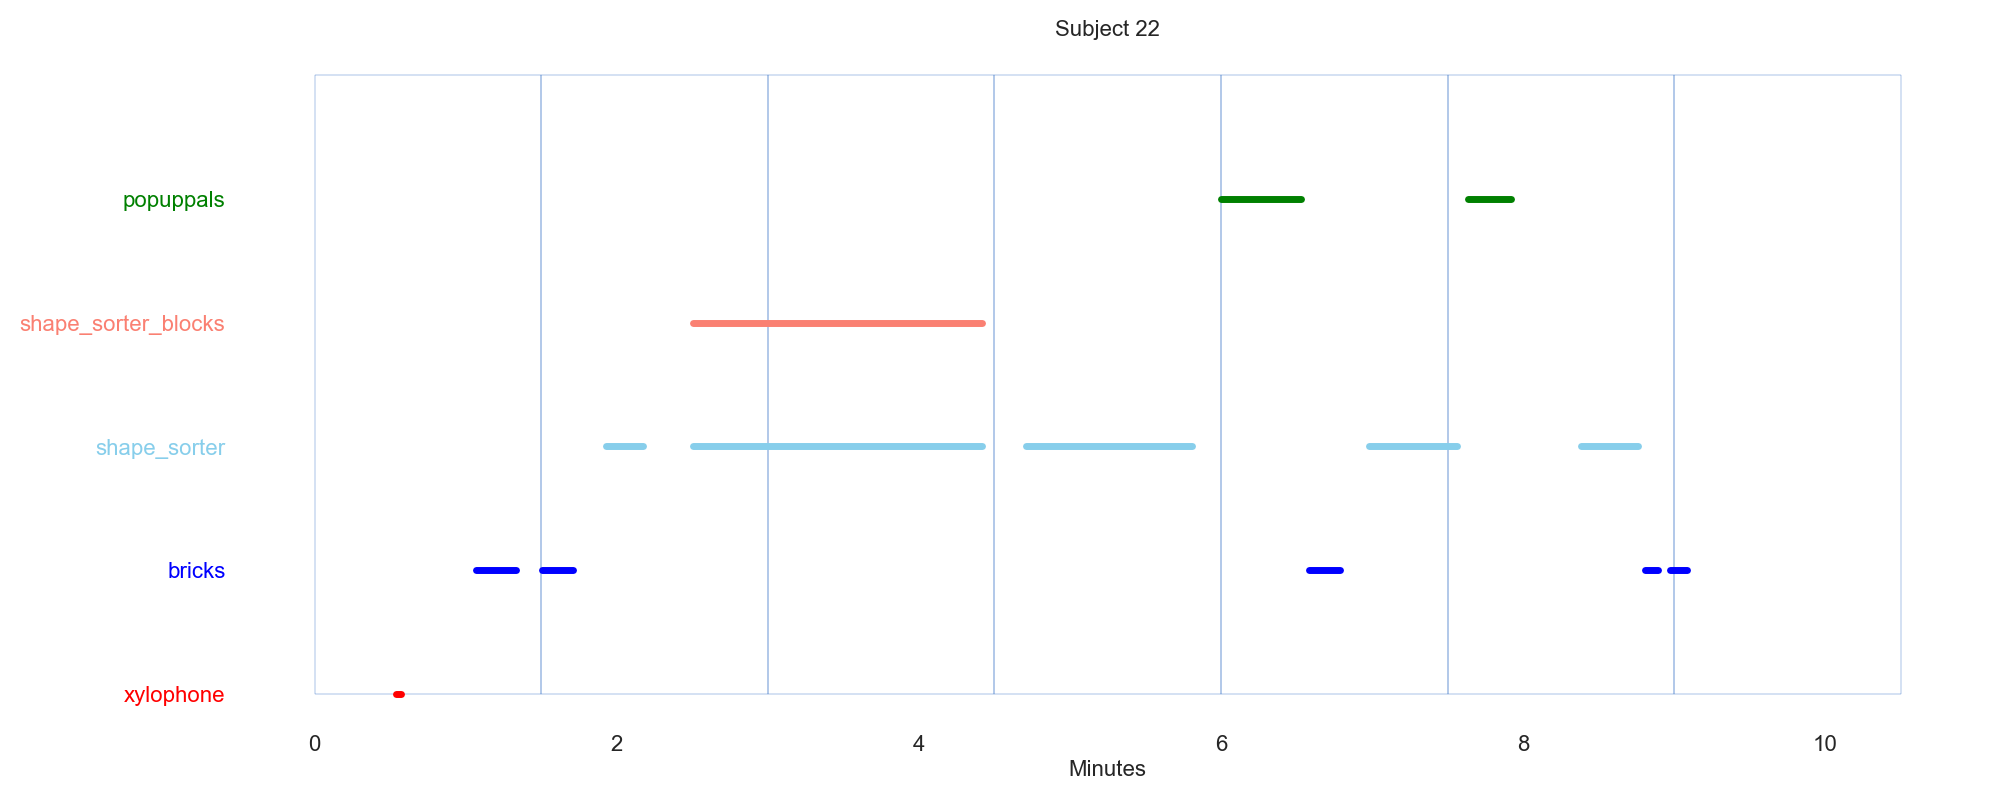 Subject 22
popuppals
shape_sorter_blocks
shape_sorter
bricks
xylophone
0 2 4 6 8 10
Minutes